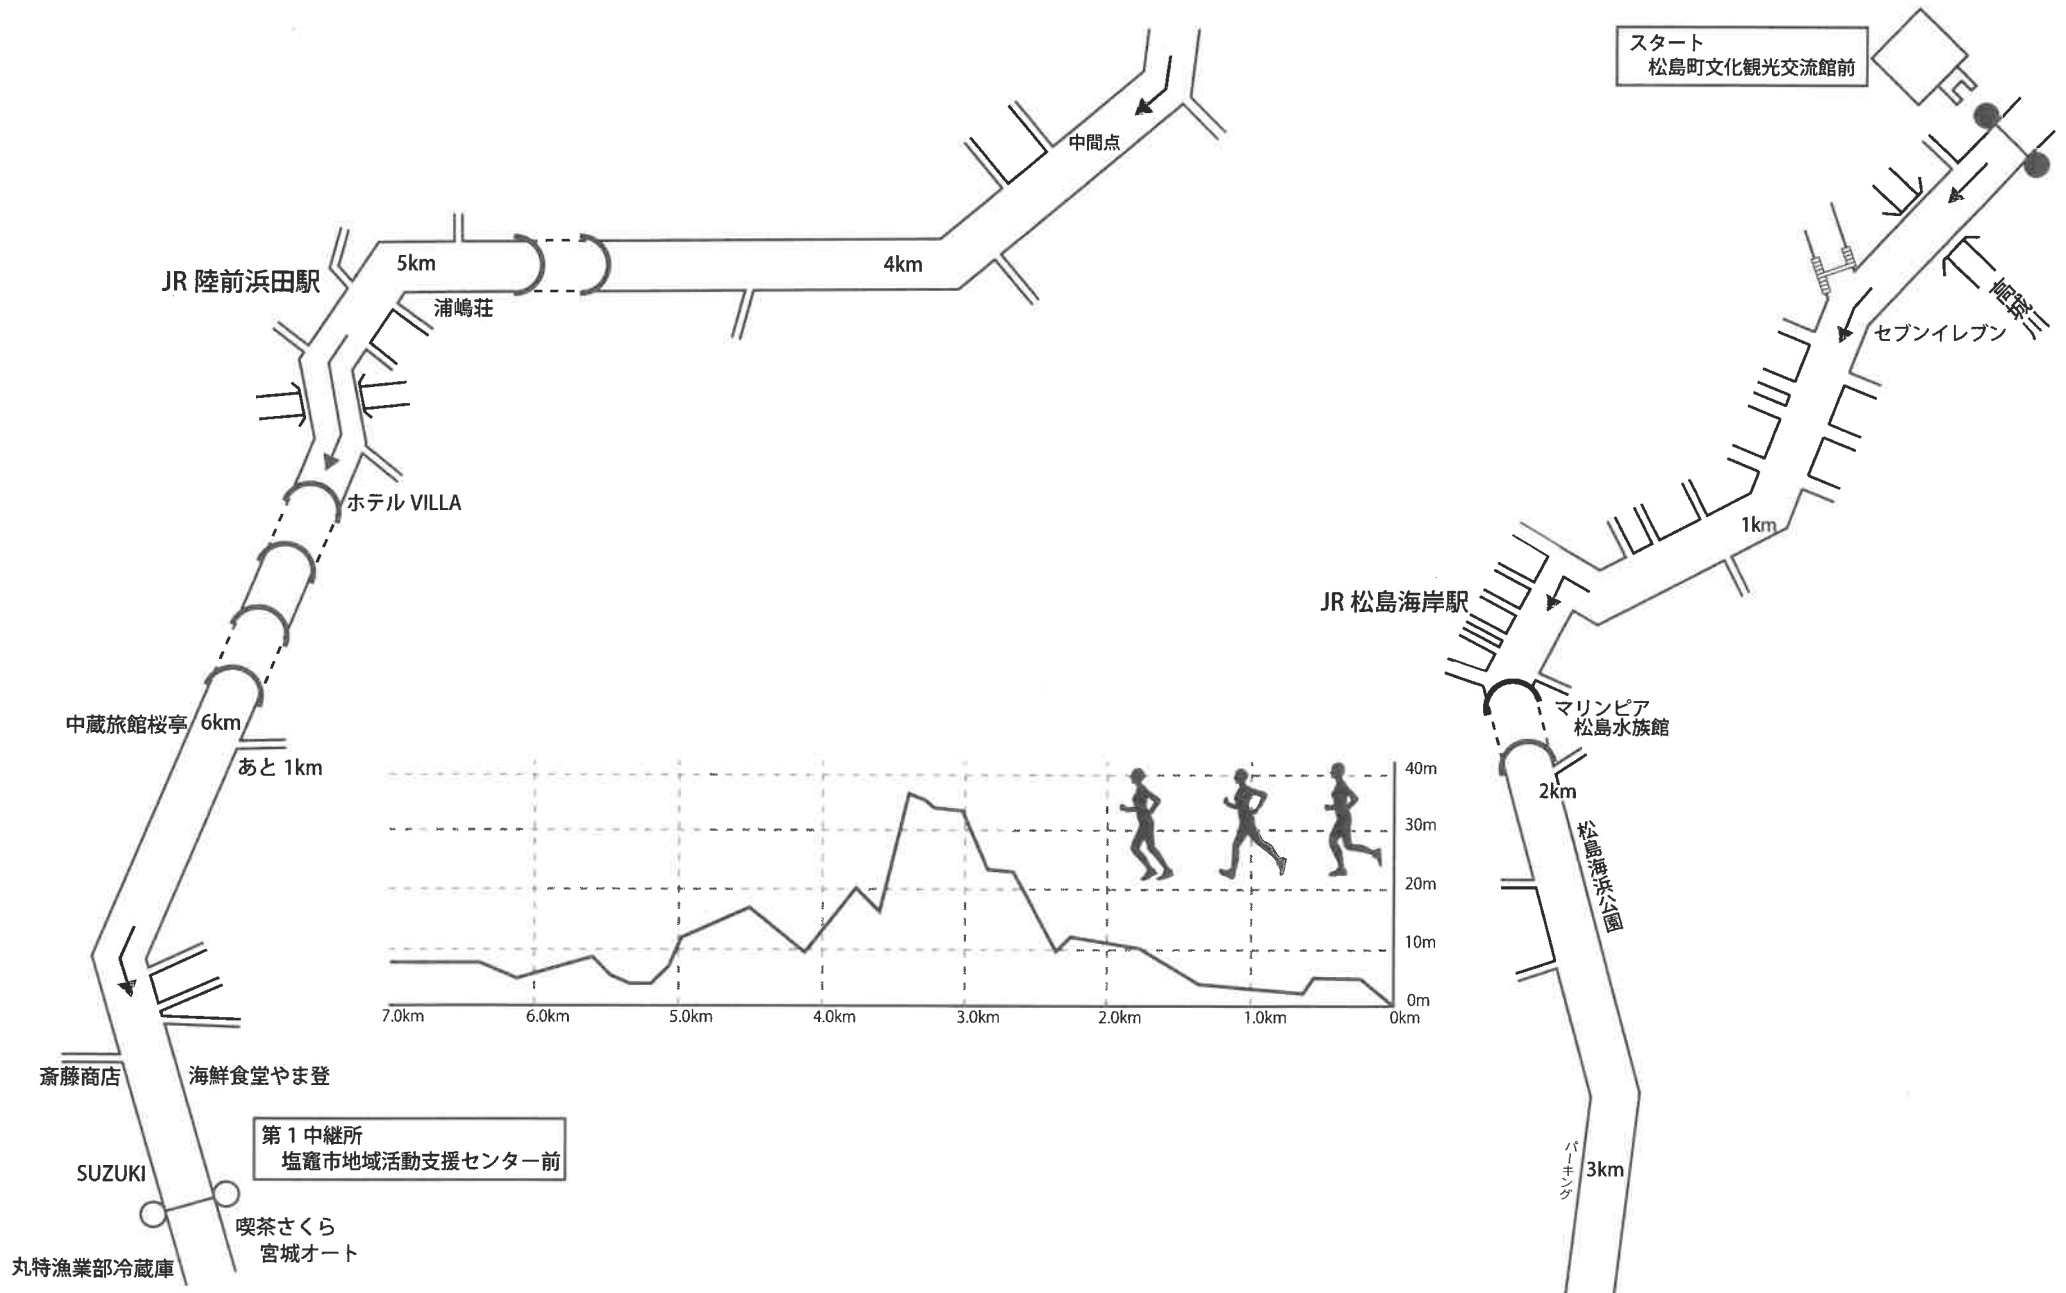 スタート
松島町文化観光交流館前
高城川
セブンイレブン
1km
JR 松島海岸駅
マリンピア
松島水族館
2km
松島海浜公園
パーキング
3km
中間点
4km
5km
JR 陸前浜田駅
浦嶋荘
ホテル VILLA
中蔵旅館桜亭
6km
あと 1km
斎藤商店
海鮮食堂やま登
第 1 中継所
塩竈市地域活動支援センター前
SUZUKI
喫茶さくら
宮城オート
丸特漁業部冷蔵庫
40m
30m
20m
10m
0m
7.0km 6.0km 5.0km 4.0km 3.0km 2.0km 1.0km 0km